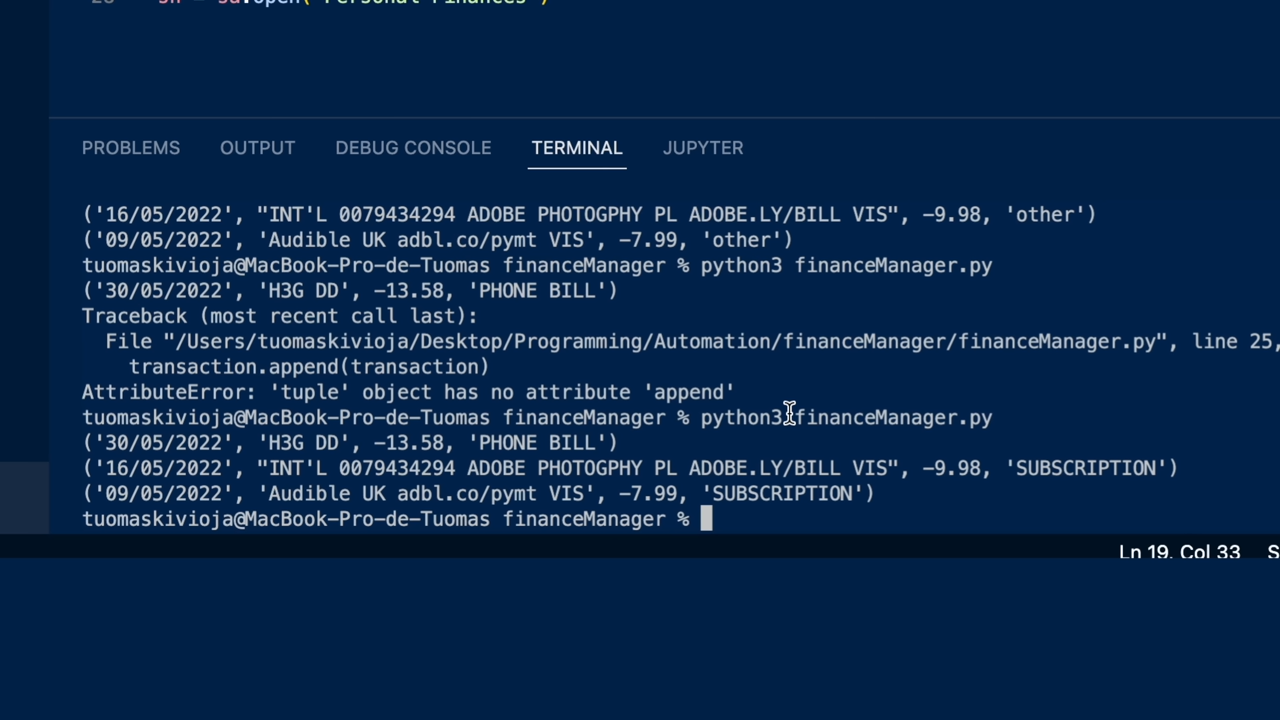 28 sh = sa.open("Personal Finances")
PROBLEMS OUTPUT DEBUG CONSOLE TERMINAL JUPYTER
('16/05/2022', "INT'L 0079434294 ADOBE PHOTOGPHY PL ADOBE.LY/BILL VIS", -9.98, 'other')
('09/05/2022', 'Audible UK adbl.co/pymt VIS', -7.99, 'other')
tuomaskivioja@MacBook-Pro-de-Tuomas financeManager % python3 financeManager.py
('30/05/2022', 'H3G DD', -13.58, 'PHONE BILL')
Traceback (most recent call last):
File "/Users/tuomaskivioja/Desktop/Programming/Automation/financeManager/financeManager.py", line 25,
transaction.append(transaction)
AttributeError: 'tuple' object has no attribute 'append'
tuomaskivioja@MacBook-Pro-de-Tuomas financeManager % python3 financeManager.py
('30/05/2022', 'H3G DD', -13.58, 'PHONE BILL')
('16/05/2022', "INT'L 0079434294 ADOBE PHOTOGPHY PL ADOBE.LY/BILL VIS", -9.98, 'SUBSCRIPTION')
('09/05/2022', 'Audible UK adbl.co/pymt VIS', -7.99, 'SUBSCRIPTION')
tuomaskivioja@MacBook-Pro-de-Tuomas financeManager %
Ln 19, Col 33 S